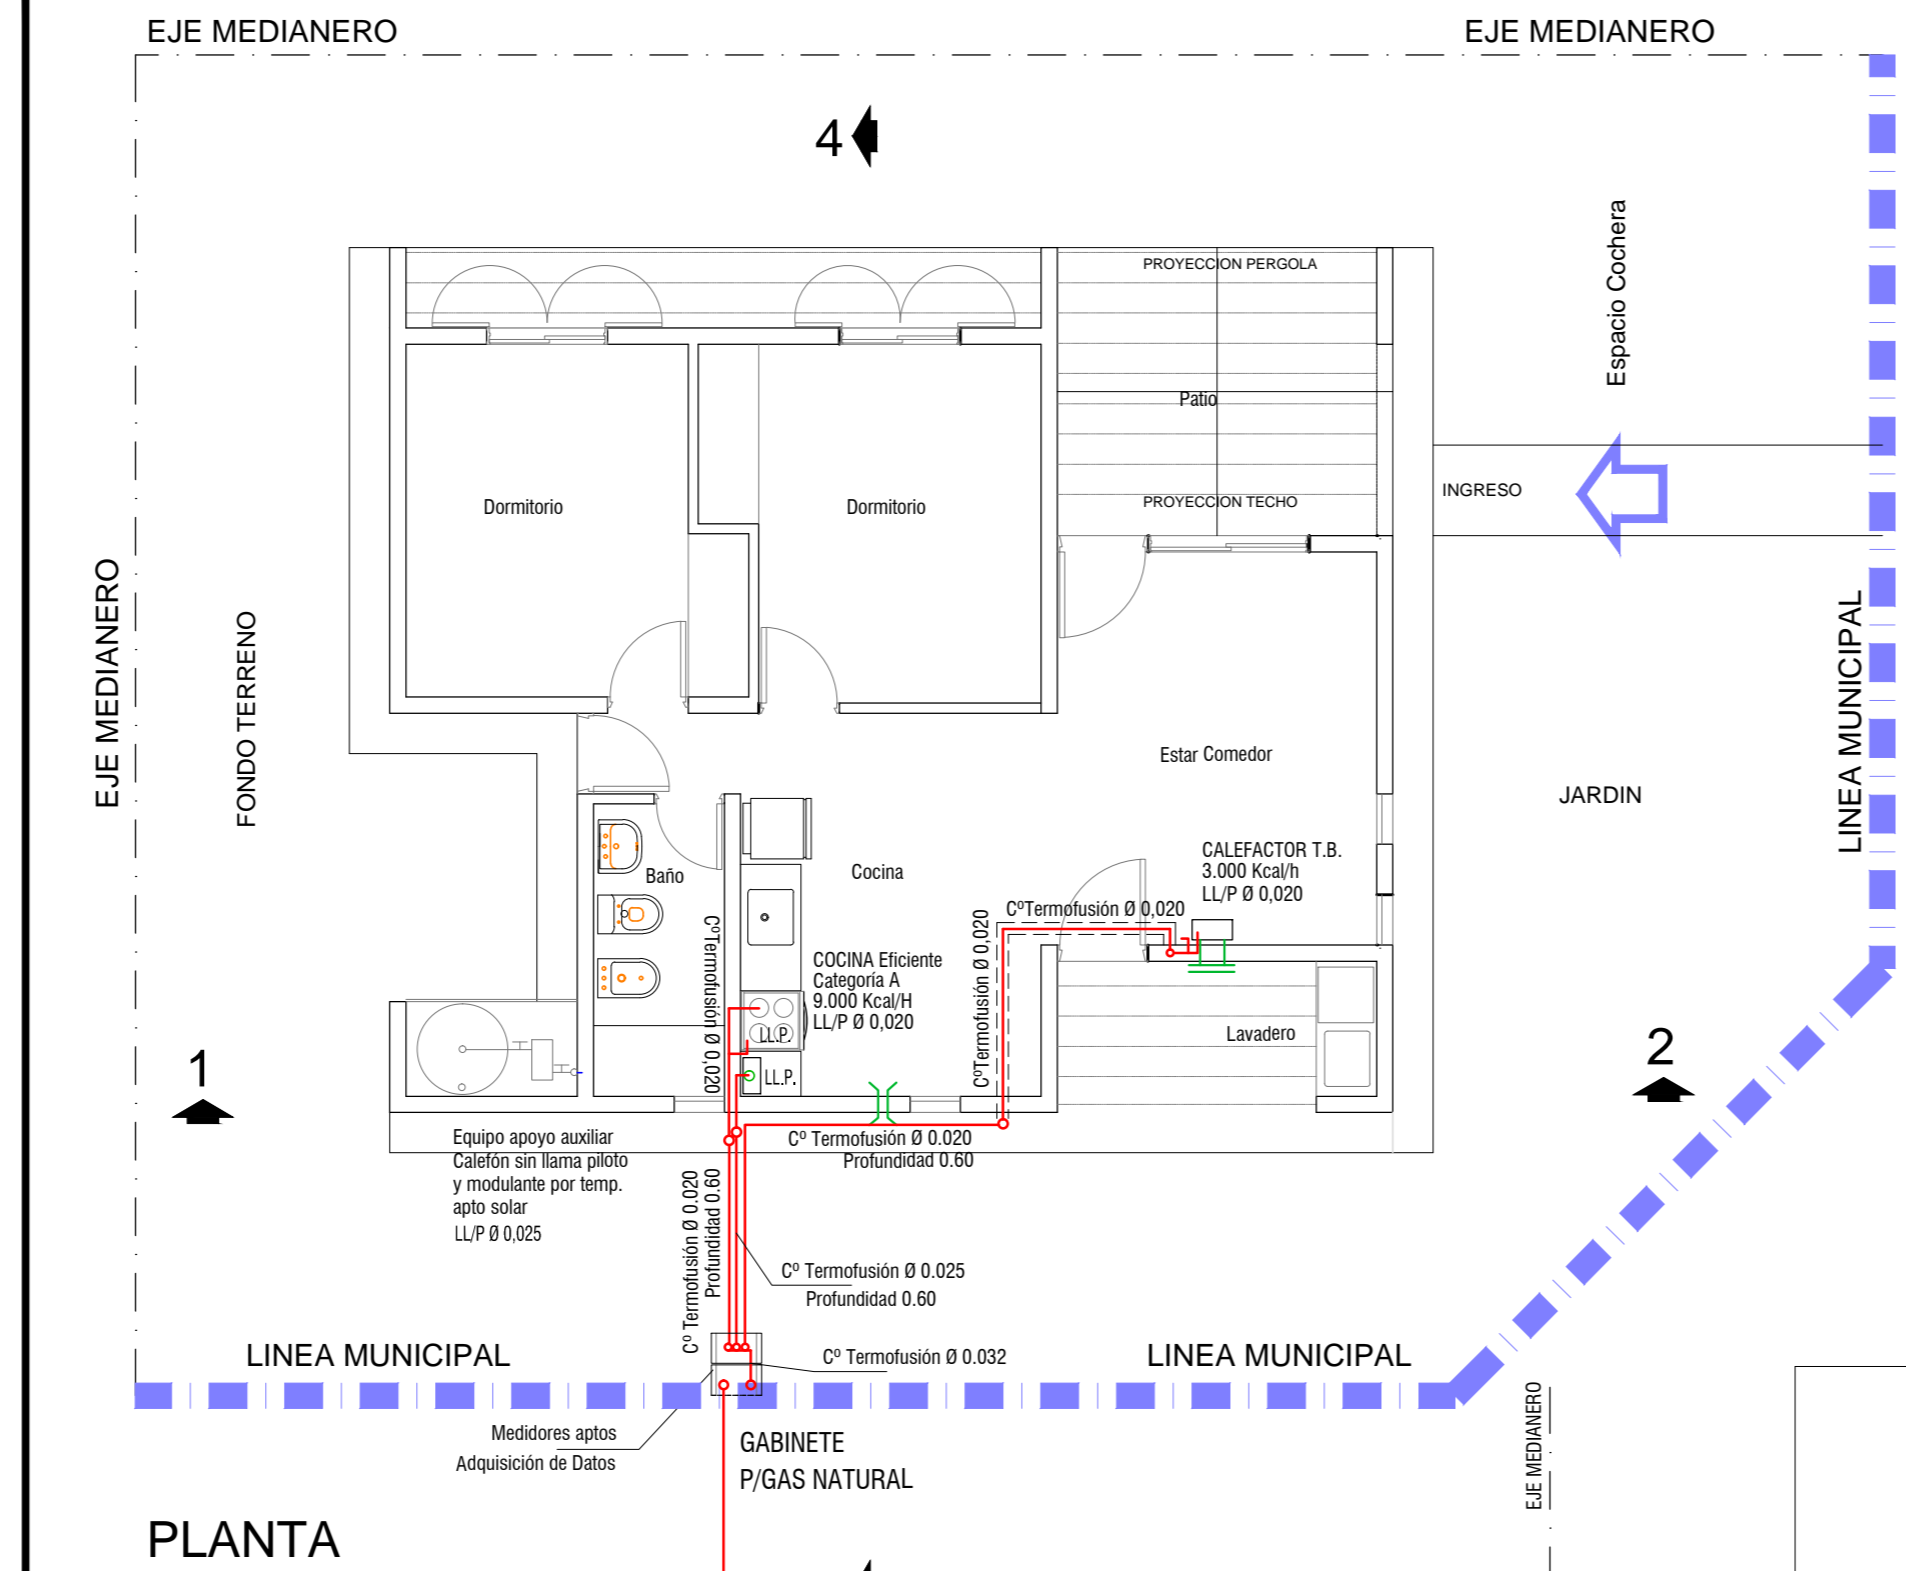 EJE MEDIANERO
EJE MEDIANERO
4
Espacio Cochera
PROYECCION PERGOLA
Patio
INGRESO
PROYECCION TECHO
Dormitorio
Dormitorio
EJE MEDIANERO
FONDO TERRENO
LINEA MUNICIPAL
Estar Comedor
JARDIN
CALEFACTOR T.B.
3.000 Kcal/h
LL/P Ø 0,020
Baño
Cocina
CºTermofusión Ø 0,020
CºTermofusión Ø 0,020
CºTermofusión Ø 0,020
COCINA Eficiente
Categoría A
9.000 Kcal/H
LL/P Ø 0,020
LL.P.
LL.P.
Lavadero
1
2
Equipo apoyo auxiliar
Calefón sin llama piloto
y modulante por temp.
apto solar
LL/P Ø 0,025
Cº Termofusión Ø 0.020
Profundidad 0.60
Cº Termofusión Ø 0.020
Profundidad 0.60
Cº Termofusión Ø 0.025
Profundidad 0.60
LINEA MUNICIPAL
Cº Termofusión Ø 0.032
LINEA MUNICIPAL
Medidores aptos
Adquisición de Datos
GABINETE
P/GAS NATURAL
EJE MEDIANERO
PLANTA